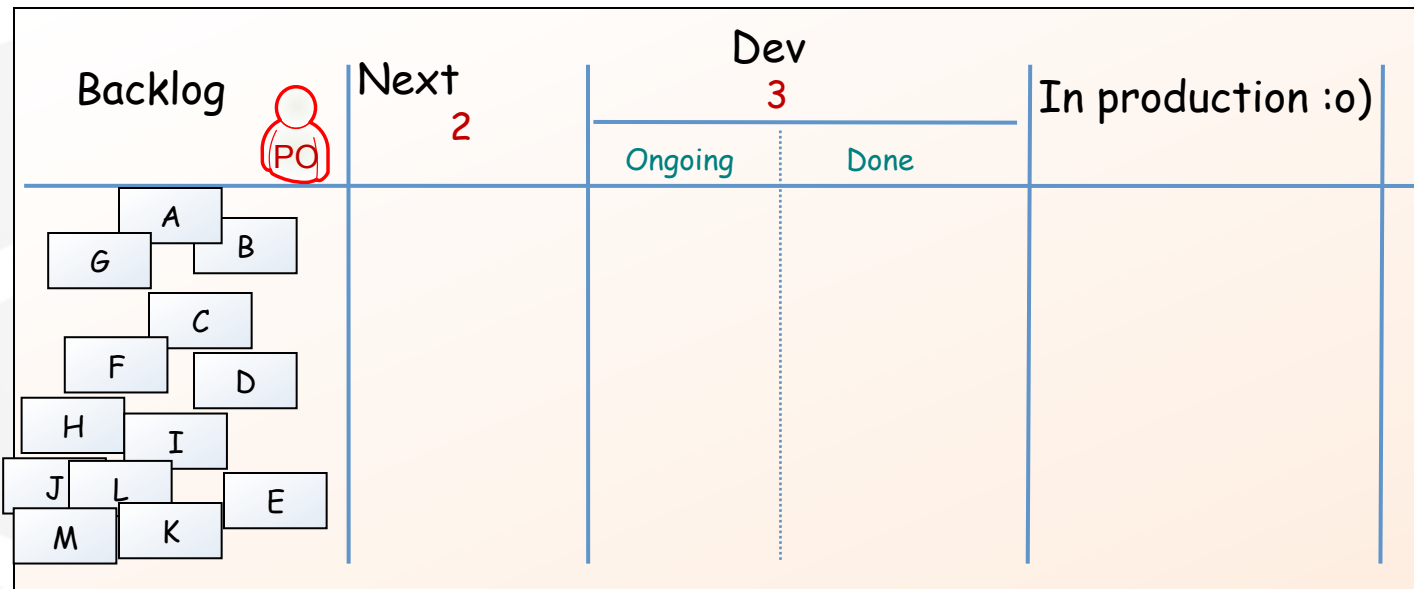 Backlog
PO
Next
2
Dev
3
Ongoing
Done
In production :o)
A
B
G
C
F
D
H
I
J
L
E
M
K